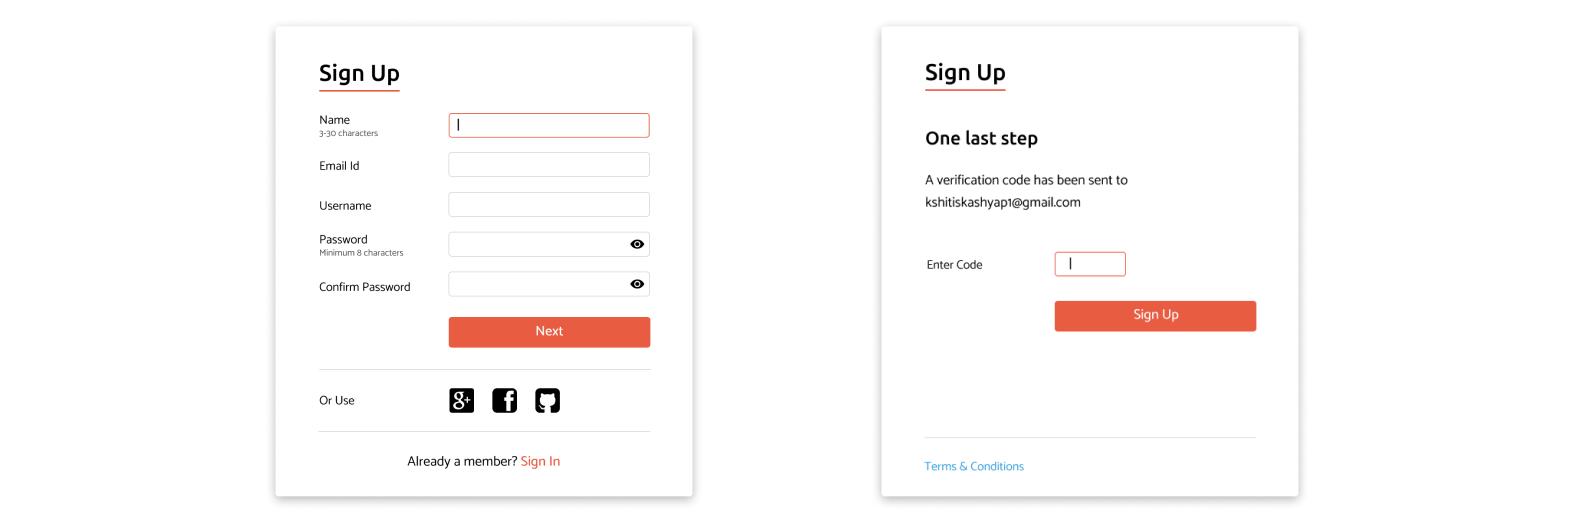 Sign Up
Name
3-30 characters
Email Id
Username
Password
Minimum 8 characters
Confirm Password
Next
Or Use
g+ f
Already a member? Sign In
Sign Up
One last step
A verification code has been sent to
kshitiskashyap1@gmail.com
Enter Code
Sign Up
Terms & Conditions